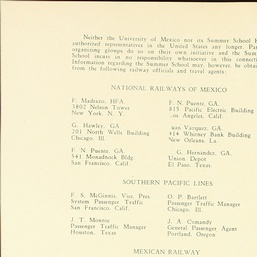 Neither the University of Mexico nor its Summer School h
authorized representatives in the United States any longer. Par
organizing groups do so on their own initiative and the Sum
School incurs in no responsibility whatsoever in this connecti
Information regarding the Summer School may, however, be obtai
from the following railway officials and travel agents:
NATIONAL RAILWAYS OF MEXICO
F. Madrazo, HFA.
3802 Nelson Tower
New York, N. Y.
G. Hawley, GA
201 North Wells Building
Chicago, Ill.
F. N. Puente, GA.
541 Monadnock Bldg
San Francisco, Calif.
F. N. Puente, GA.
815 Pacific Electric Building
os Angeles, Calif.
uan Vazquez, GA.
414 Whitney Bank Building
New Orleans, La.
G. Hernandez, GA.
Union Depot
El Paso, Texas.
SOUTHERN PACIFIC LINES
F. S. McGinnis, Vice. Pres
System Passenger Traffic
San Francisco, Calif.
J. T. Monroe
Passenger Traffic Manager
Houston, Texas
O. P. Bartlett
Passenger Traffic Manager
Chicago, Ill.
J. A. Ormandy
General Passenger Agent
Portland, Oregon
MEXICAN RAILWAY